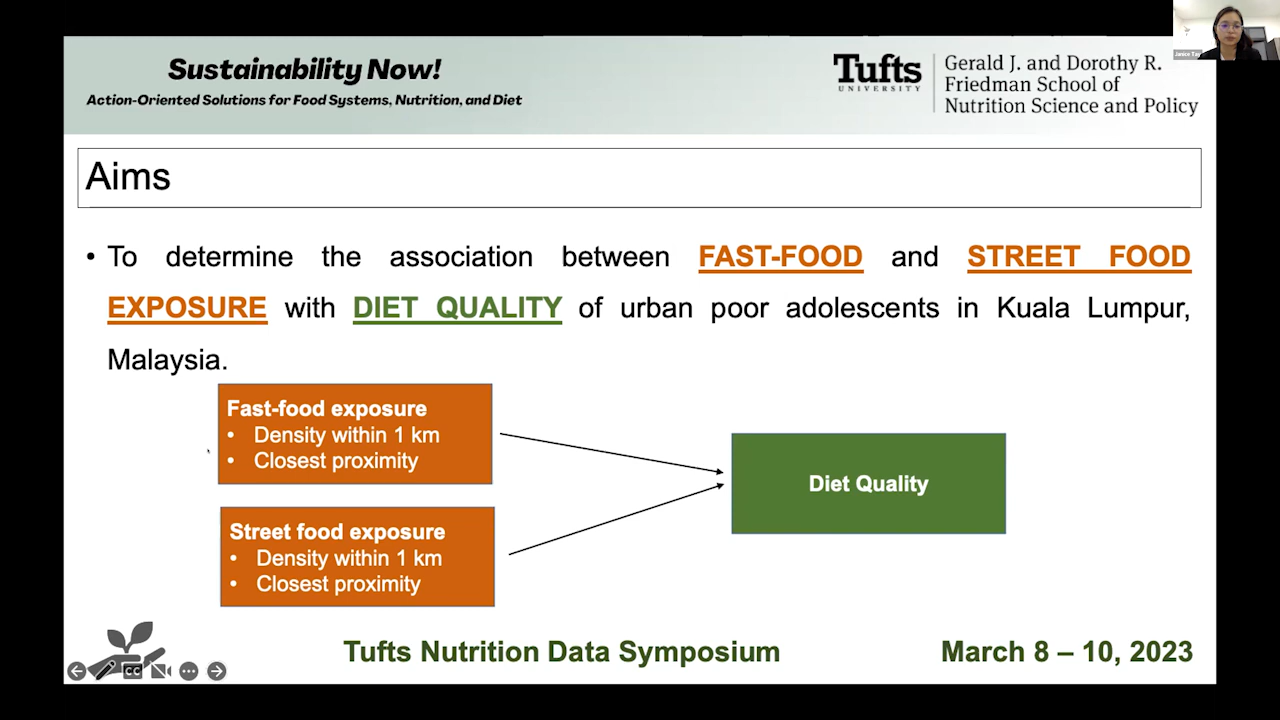 Sustainability Now!
Action-Oriented Solutions for Food Systems, Nutrition, and Diet
Tufts
UNIVERSITY
Gerald J. and Dorothy R.
Friedman School of
Nutrition Science and Policy
Aims
• To determine the association between FAST-FOOD and STREET FOOD
EXPOSURE with DIET QUALITY of urban poor adolescents in Kuala Lumpur,
Malaysia.
Fast-food exposure
• Density within 1 km
• Closest proximity
Diet Quality
Street food exposure
• Density within 1 km
• Closest proximity
Tufts Nutrition Data Symposium
March 8 – 10, 2023
CC
Janice